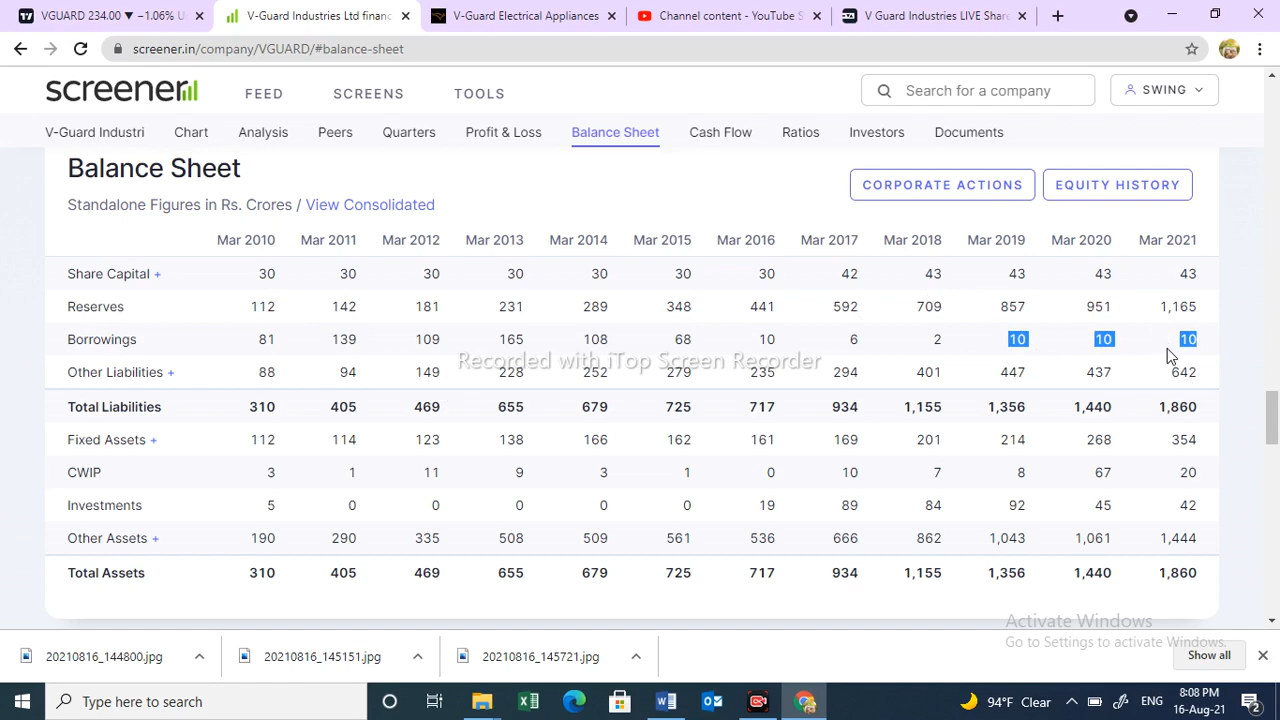 VGUARD 234.00 ▼ −1.06% U
V-Guard Industries Ltd financ
V-Guard Electrical Appliances
Channel content - YouTube S
V Guard Industries LIVE Share
screener.in/company/VGUARD/#balance-sheet
screener FEED SCREENS TOOLS Search for a company SWING
V-Guard Industri Chart Analysis Peers Quarters Profit & Loss Balance Sheet Cash Flow Ratios Investors Documents
Balance Sheet
CORPORATE ACTIONS EQUITY HISTORY
Standalone Figures in Rs. Crores / View Consolidated
Mar 2010 Mar 2011 Mar 2012 Mar 2013 Mar 2014 Mar 2015 Mar 2016 Mar 2017 Mar 2018 Mar 2019 Mar 2020 Mar 2021
Share Capital + 30 30 30 30 30 30 30 42 43 43 43 43
Reserves 112 142 181 231 289 348 441 592 709 857 951 1,165
Borrowings 81 139 109 165 108 68 10 6 2 10 10 10
Recorded with iTop Screen Recorder
Other Liabilities + 88 94 149 228 252 279 235 294 401 447 437 642
Total Liabilities 310 405 469 655 679 725 717 934 1,155 1,356 1,440 1,860
Fixed Assets + 112 114 123 138 166 162 161 169 201 214 268 354
CWIP 3 1 11 9 3 1 0 10 7 8 67 20
Investments 5 0 0 0 0 0 19 89 84 92 45 42
Other Assets + 190 290 335 508 509 561 536 666 862 1,043 1,061 1,444
Total Assets 310 405 469 655 679 725 717 934 1,155 1,356 1,440 1,860
Activate Windows
Go to Settings to activate Windows.
20210816_144800.jpg 20210816_145151.jpg 20210816_145721.jpg Show all
Type here to search
94°F Clear ENG 8:08 PM
16-Aug-21 2